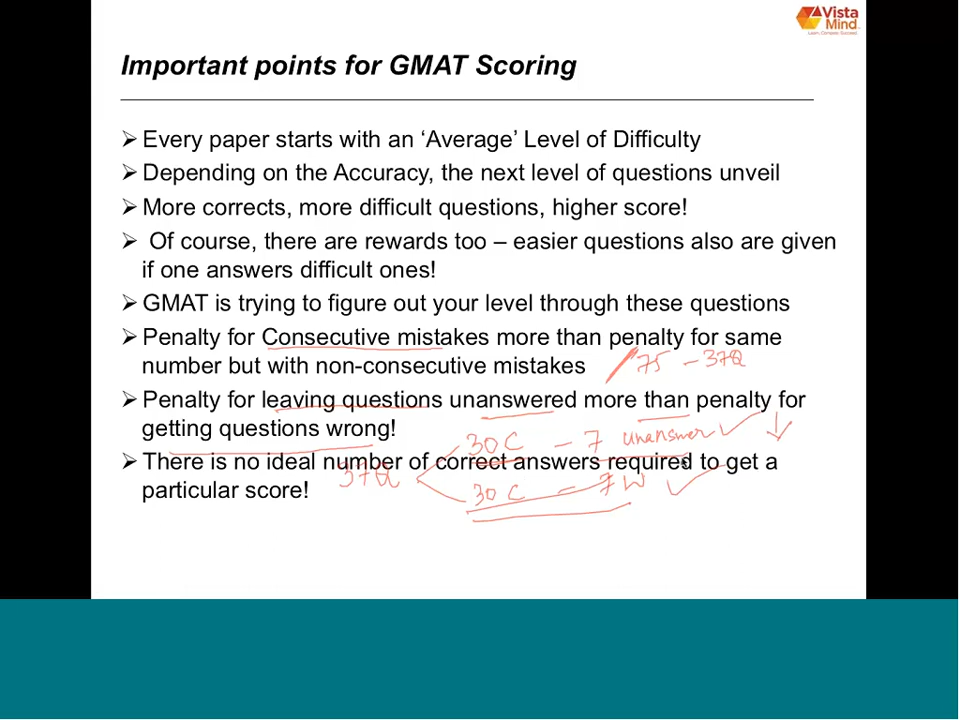 Vista
Mind
Important points for GMAT Scoring
➢ Every paper starts with an ‘Average’ Level of Difficulty
➢ Depending on the Accuracy, the next level of questions unveil
➢ More corrects, more difficult questions, higher score!
➢ Of course, there are rewards too – easier questions also are given
if one answers difficult ones!
➢ GMAT is trying to figure out your level through these questions
➢ Penalty for Consecutive mistakes more than penalty for same
number but with non-consecutive mistakes
75 – 37Q
➢ Penalty for leaving questions unanswered more than penalty for
getting questions wrong!
30 C – 7 unanswer
➢ There is no ideal number of correct answers required to get a
37Q
particular score!
30 C – 7 W